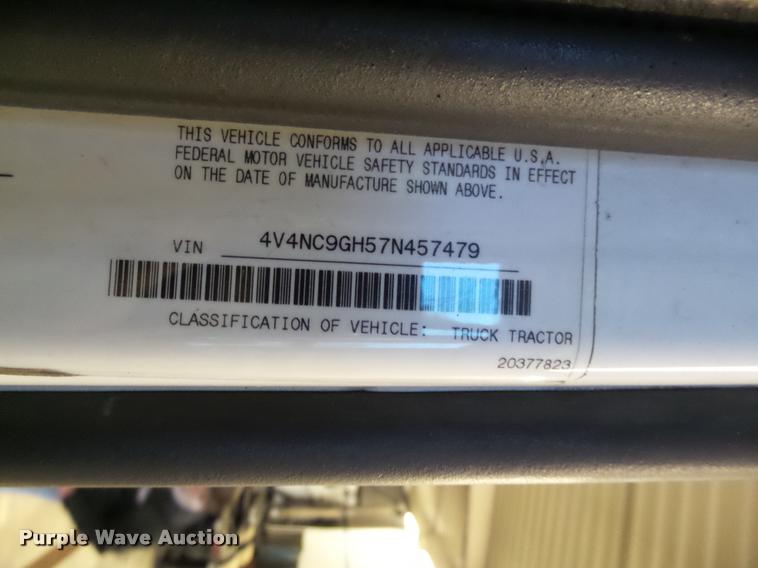 THIS VEHICLE CONFORMS TO ALL APPLICABLE U.S.A.
FEDERAL MOTOR VEHICLE SAFETY STANDARDS IN EFFECT
ON THE DATE OF MANUFACTURE SHOWN ABOVE.
VIN 4V4NC9GH57N457479
CLASSIFICATION OF VEHICLE: TRUCK TRACTOR
20377823
Purple Wave Auction